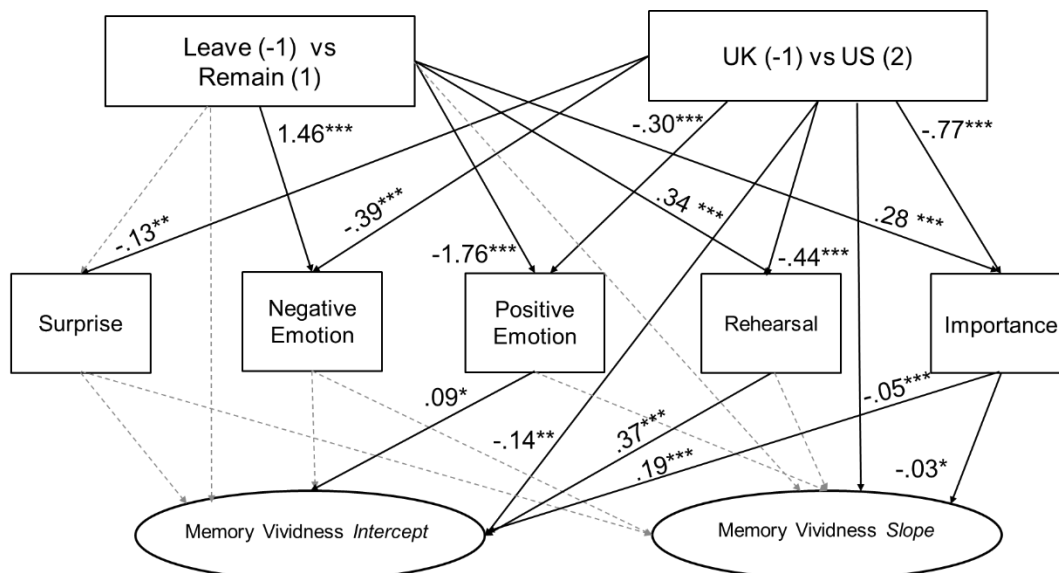 Leave (-1) vs
Remain (1)
UK (-1) vs US (2)
1.46***
-.30***
-.77***
-.13**
-.39***
-1.76***
.34 ***
-.44***
.28 ***
Surprise
Negative
Emotion
Positive
Emotion
Rehearsal
Importance
.09*
-.14**
.37***
.19***
-.05***
-.03*
Memory Vividness Intercept
Memory Vividness Slope